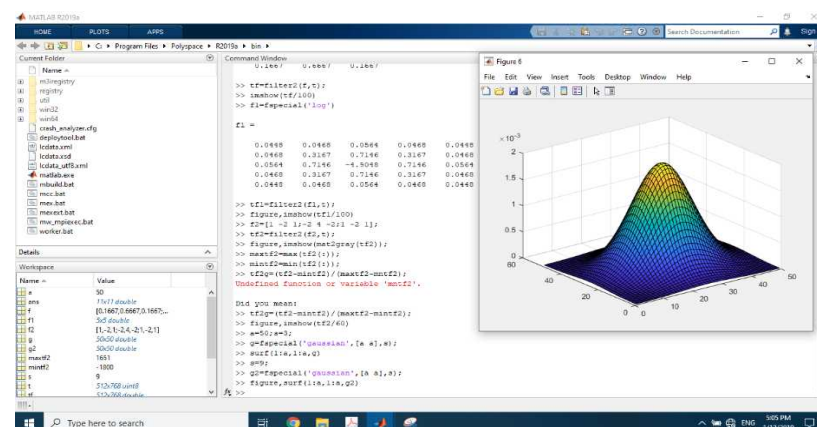 MATLAB R2019a
HOME PLOTS APPS
Search Documentation
Sign
C: ▸ Program Files ▸ Polyspace ▸ R2019a ▸ bin ▸
Current Folder
Name
m3iregistry
registry
util
win32
win64
crash_analyzer.cfg
deploytool.bat
lcdata.xml
lcdata.xsd
lcdata_utf8.xml
matlab.exe
mbuild.bat
mcc.bat
mex.bat
mexext.bat
mw_mpiexec.bat
worker.bat
Details
Workspace
Name Value
a 50
ans 11x11 double
f [0.1667,0.6667,0.1667;...
f1 5x5 double
f2 [1,-2,1;-2,4,-2;1,-2,1]
g 50x50 double
g2 50x50 double
maxtf2 1651
mintf2 -1800
s 9
t 512x768 uint8
tf 512x768 double
Command Window
0.1667 0.6667 0.1667
>> tf=filter2(f,t);
>> imshow(tf/100)
>> f1=fspecial('log')
f1 =
0.0448 0.0468 0.0564 0.0468 0.0448
0.0468 0.3167 0.7146 0.3167 0.0468
0.0564 0.7146 -4.9048 0.7146 0.0564
0.0468 0.3167 0.7146 0.3167 0.0468
0.0448 0.0468 0.0564 0.0468 0.0448
>> tf1=filter2(f1,t);
>> figure,imshow(tf1/100)
>> f2=[1 -2 1;-2 4 -2;1 -2 1];
>> tf2=filter2(f2,t);
>> figure,imshow(mat2gray(tf2));
>> maxtf2=max(tf2(:));
>> mintf2=min(tf2(:));
>> tf2g=(tf2-mintf2)/(maxtf2-mntf2);
Undefined function or variable 'mntf2'.
Did you mean:
>> tf2g=(tf2-mintf2)/(maxtf2-mintf2);
>> figure,imshow(tf2/60)
>> a=50;s=3;
>> g=fspecial('gaussian',[a a],s);
>> surf(1:a,1:a,g)
>> s=9;
>> g2=fspecial('gaussian',[a a],s);
>> figure,surf(1:a,1:a,g2)
fx >>
Figure 6
File Edit View Insert Tools Desktop Window Help
×10⁻³
2
1.5
1
0.5
0
60
40
20
0
0
10
20
30
40
50
Type here to search
ENG
5:05 PM